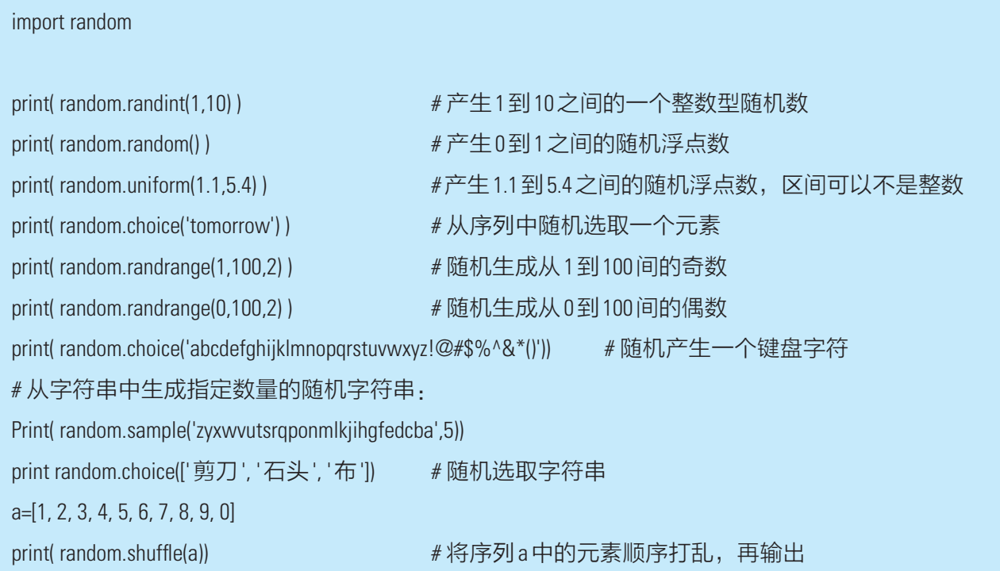 import random
print( random.randint(1,10) ) # 产生1到10之间的一个整数型随机数
print( random.random() ) # 产生0到1之间的随机浮点数
print( random.uniform(1.1,5.4) ) #产生1.1到5.4之间的随机浮点数，区间可以不是整数
print( random.choice('tomorrow') ) # 从序列中随机选取一个元素
print( random.randrange(1,100,2) ) # 随机生成从1到100间的奇数
print( random.randrange(0,100,2) ) # 随机生成从0到100间的偶数
print( random.choice('abcdefghijklmnopqrstuvwxyz!@#$%^&*()')) # 随机产生一个键盘字符
# 从字符串中生成指定数量的随机字符串：
Print( random.sample('zyxwvutsrqponmlkjihgfedcba',5))
print random.choice(['剪刀', '石头', '布']) # 随机选取字符串
a=[1, 2, 3, 4, 5, 6, 7, 8, 9, 0]
print( random.shuffle(a)) # 将序列a中的元素顺序打乱，再输出